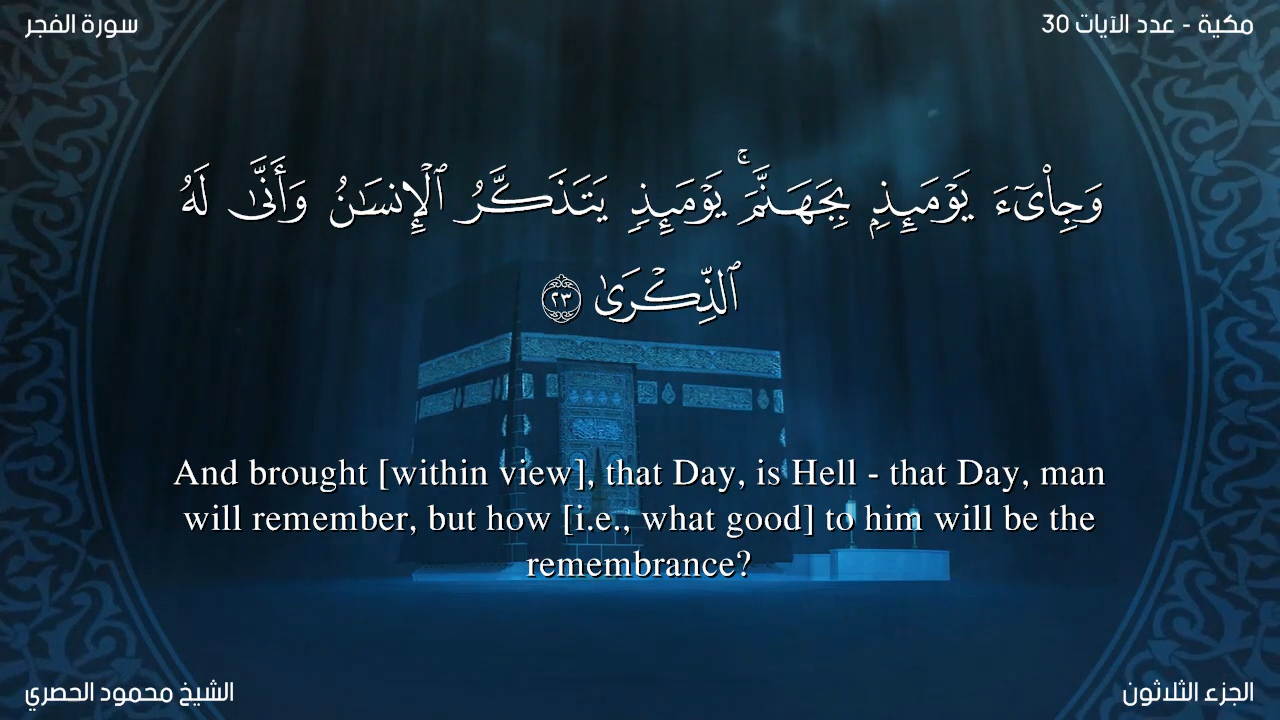 سورة الفجر
مكية - عدد الآيات 30
وَجِا۟ىٓءَ يَوْمَئِذِۭ بِجَهَنَّمَ ۚ يَوْمَئِذٍ يَتَذَكَّرُ ٱلْإِنسَـٰنُ وَأَنَّىٰ لَهُ
ٱلذِّكْرَىٰ ٢٣
And brought [within view], that Day, is Hell - that Day, man
will remember, but how [i.e., what good] to him will be the
remembrance?
الشيخ محمود الحصري
الجزء الثلاثون